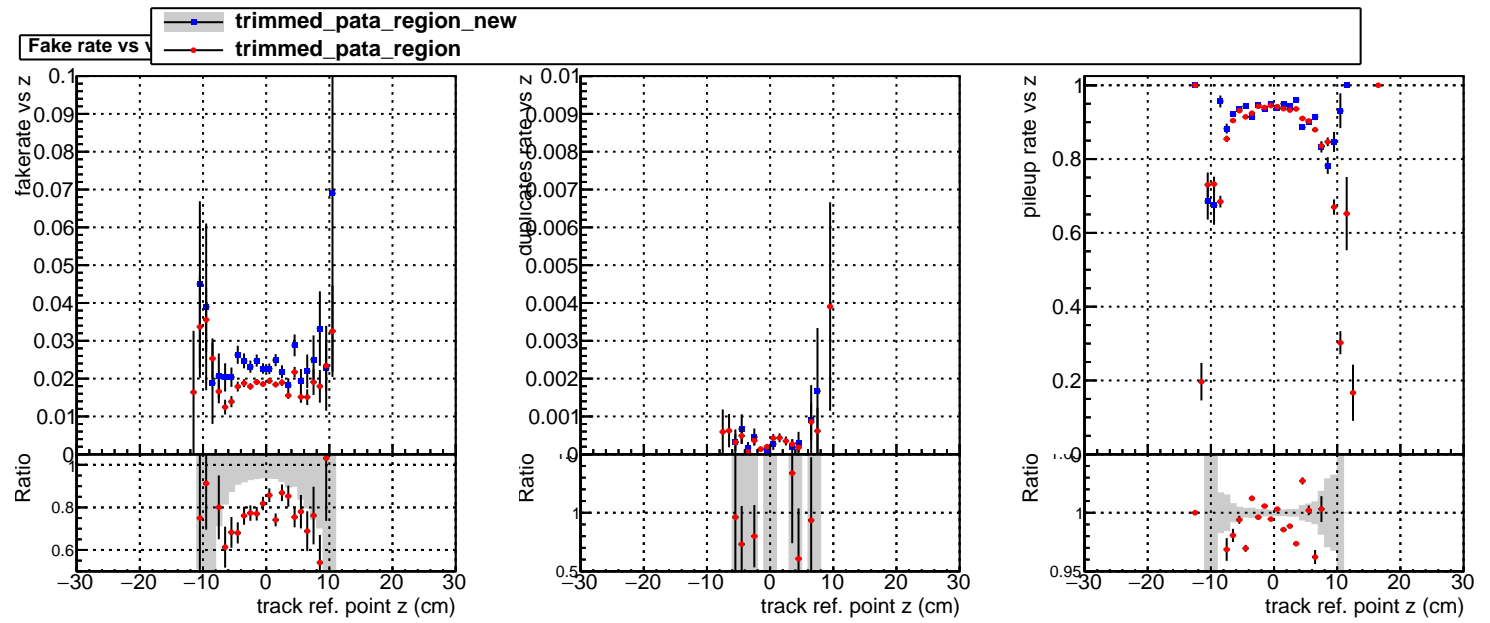 trimmed_pata_region_new
trimmed_pata_region
Fake rate vs
fakerate vs z
0.1
0.09
0.08
0.07
0.06
0.05
0.04
0.03
0.02
0.01
0
Ratio
1
0.8
0.6
−30 −20 −10 0 10 20 30
track ref. point z (cm)
duplicates rate vs z
0.01
0.009
0.008
0.007
0.006
0.005
0.004
0.003
0.002
0.001
Ratio
1
0.5
−30 −20 −10 0 10 20 30
track ref. point z (cm)
pileup rate vs z
1
0.8
0.6
0.4
0.2
Ratio
1
0.95
−30 −20 −10 0 10 20 30
track ref. point z (cm)